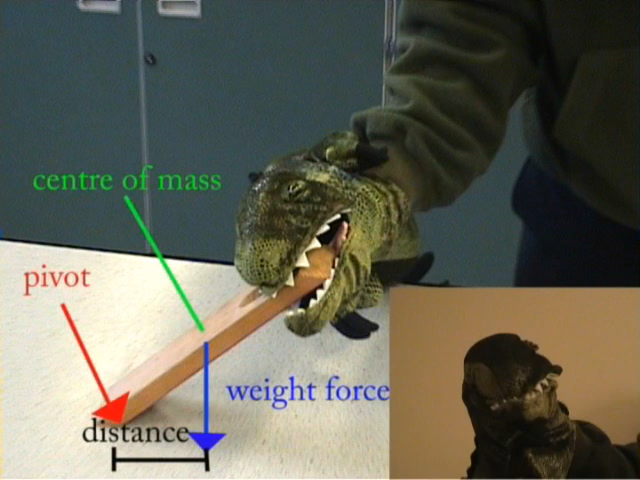 centre of mass
pivot
weight force
distance